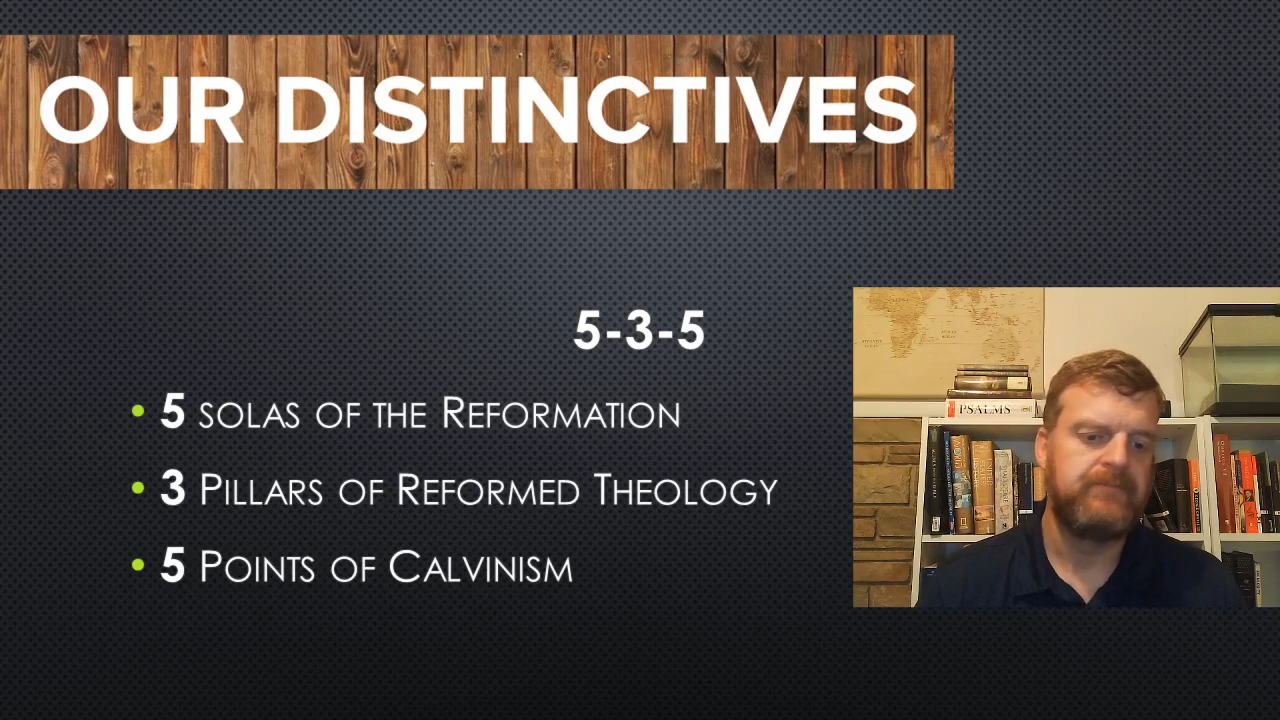 OUR DISTINCTIVES
5-3-5
5 SOLAS OF THE REFORMATION
3 PILLARS OF REFORMED THEOLOGY
5 POINTS OF CALVINISM
PSALMS